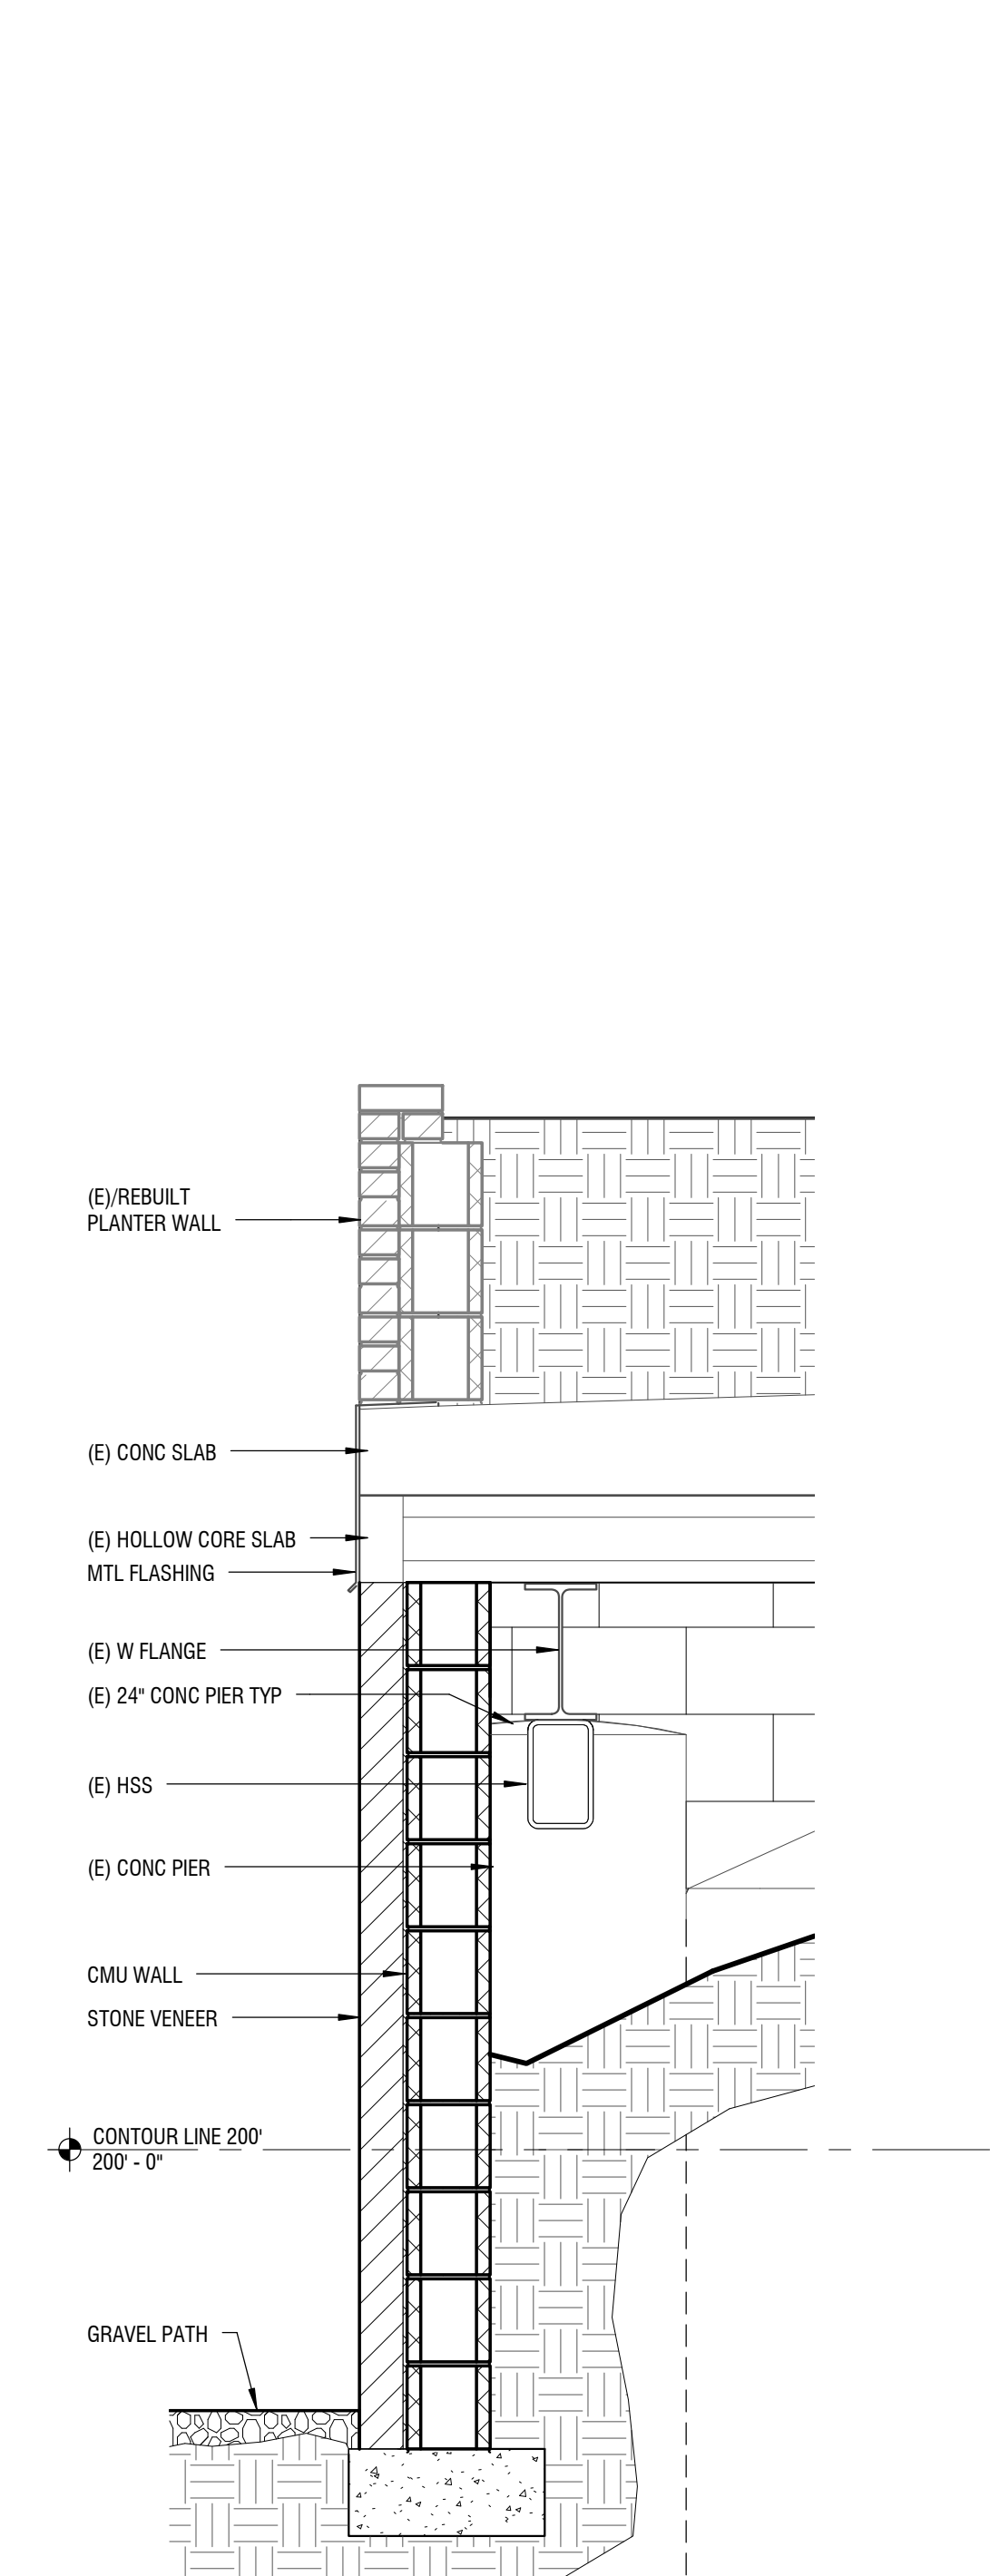 (E)/REBUILT
PLANTER WALL
(E) CONC SLAB
(E) HOLLOW CORE SLAB
MTL FLASHING
(E) W FLANGE
(E) 24" CONC PIER TYP
(E) HSS
(E) CONC PIER
CMU WALL
STONE VENEER
CONTOUR LINE 200'
200' - 0"
GRAVEL PATH